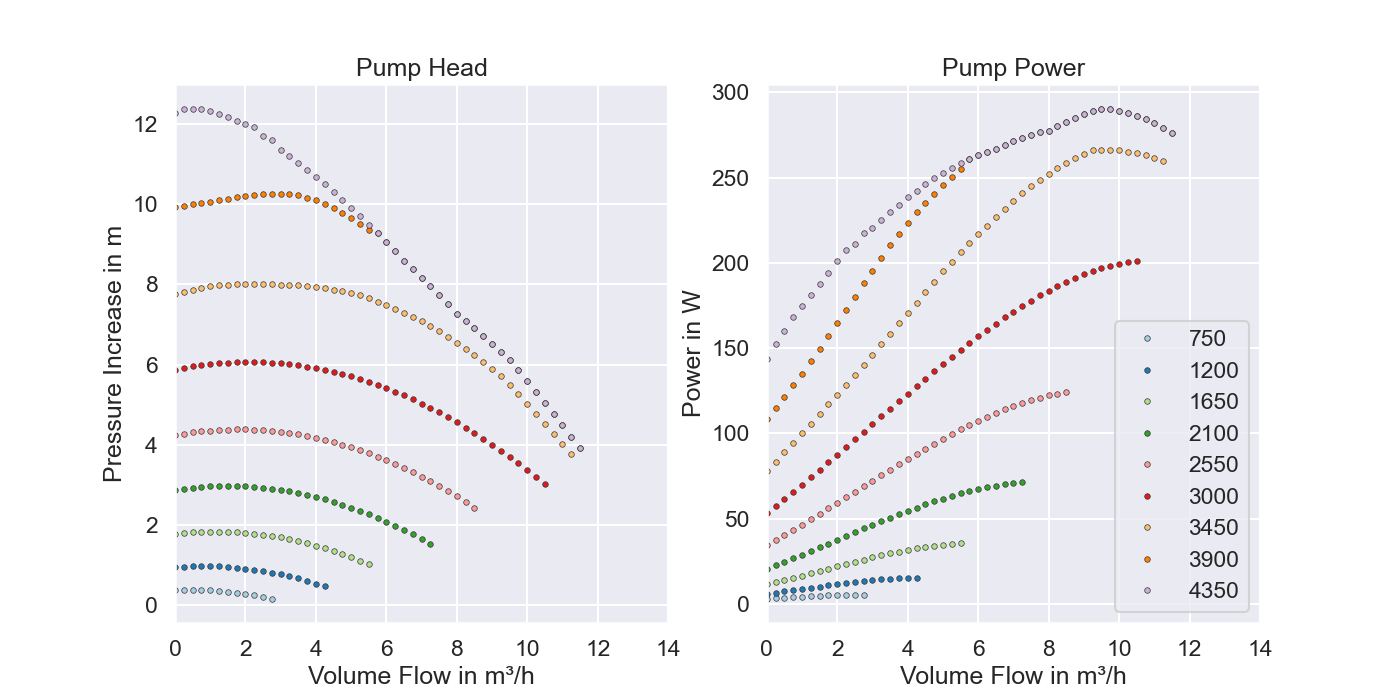 Pump Head
Pressure Increase in m
12
10
8
6
4
2
0
0 2 4 6 8 10 12 14
Volume Flow in m³/h
Pump Power
Power in W
300
250
200
150
100
50
0
0 2 4 6 8 10 12 14
Volume Flow in m³/h
750
1200
1650
2100
2550
3000
3450
3900
4350